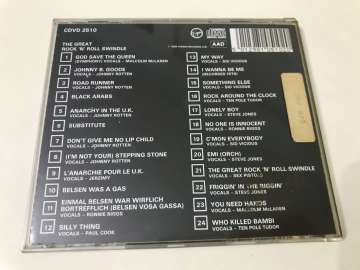 CDVD 2510
THE GREAT
ROCK 'N' ROLL SWINDLE
AAD
1 GOD SAVE THE QUEEN
(SYMPHONY) VOCALS - MALCOLM McLAREN
2 JOHNNY B. GOODE
VOCALS - JOHNNY ROTTEN
3 ROAD RUNNER
VOCALS - JOHNNY ROTTEN
4 BLACK ARABS
5 ANARCHY IN THE U.K.
VOCALS - JOHNNY ROTTEN
6 SUBSTITUTE
7 DON'T GIVE ME NO LIP CHILD
VOCALS - JOHNNY ROTTEN
8 (I'M NOT YOUR) STEPPING STONE
VOCALS - JOHNNY ROTTEN
9 L'ANARCHIE POUR LE U.K.
VOCALS - JEREMY
10 BELSEN WAS A GAS
11 EINMAL BELSEN WAR WIRFLICH
BORTREFFLICH (BELSEN VOSA GASSA)
VOCALS - RONNIE BIGGS
12 SILLY THING
VOCALS - PAUL COOK
13 MY WAY
VOCALS - SID VICIOUS
14 I WANNA BE ME
15 SOMETHING ELSE
VOCALS - SID VICIOUS
16 ROCK AROUND THE CLOCK
VOCALS - TEN POLE TUDOR
17 LONELY BOY
VOCALS - STEVE JONES
18 NO ONE IS INNOCENT
VOCALS - RONNIE BIGGS
19 C'MON EVERYBODY
VOCALS - SID VICIOUS
20 EMI (ORCH)
VOCALS - STEVE JONES
21 THE GREAT ROCK 'N' ROLL SWINDLE
VOCALS - SEX PISTOLS
22 FRIGGIN' IN THE RIGGIN'
VOCALS - STEVE JONES
23 YOU NEED HANDS
VOCALS - MALCOLM McLAREN
24 WHO KILLED BAMBI
VOCALS - TEN POLE TUDOR